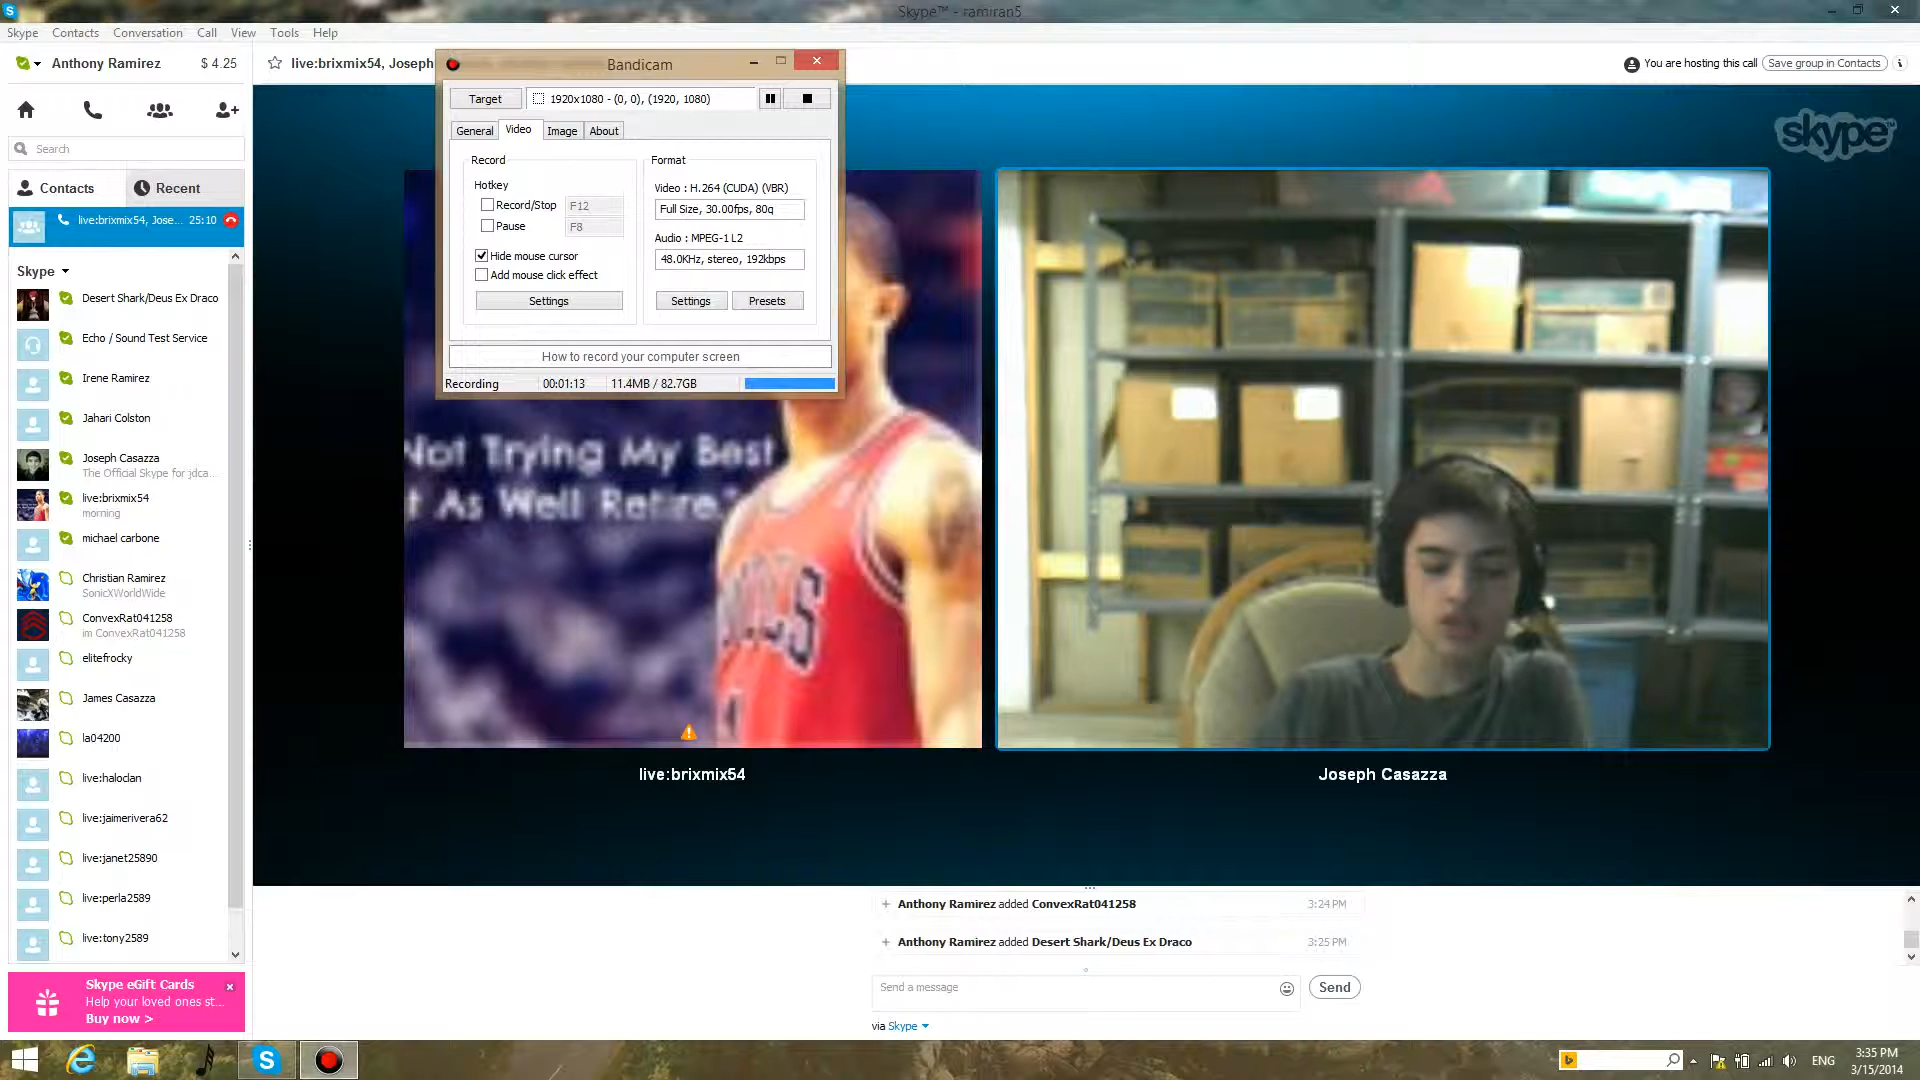 Skype™ - ramiran5
Skype Contacts Conversation Call View Tools Help
Anthony Ramirez $ 4.25
live:brixmix54, Joseph
You are hosting this call Save group in Contacts
Search
Contacts Recent
live:brixmix54, Jose... 25:10
Skype
Desert Shark/Deus Ex Draco
Echo / Sound Test Service
Irene Ramirez
Jahari Colston
Joseph Casazza
The Official Skype for jdca...
live:brixmix54
morning
michael carbone
Christian Ramirez
SonicXWorldWide
ConvexRat041258
im ConvexRat041258
elitefrocky
James Casazza
la04200
live:haloclan
live:jaimerivera62
live:janet25890
live:perla2589
live:tony2589
Skype eGift Cards
Help your loved ones st...
Buy now >
Bandicam
Target 1920x1080 - (0, 0), (1920, 1080)
General Video Image About
Record
Hotkey
Record/Stop F12
Pause F8
Hide mouse cursor
Add mouse click effect
Settings
Format
Video : H.264 (CUDA) (VBR)
Full Size, 30.00fps, 80q
Audio : MPEG-1 L2
48.0KHz, stereo, 192kbps
Settings Presets
How to record your computer screen
Recording 00:01:13 11.4MB / 82.7GB
skype™
Not Trying My Best
t As Well Retire."
live:brixmix54
Joseph Casazza
Anthony Ramirez added ConvexRat041258 3:24 PM
Anthony Ramirez added Desert Shark/Deus Ex Draco 3:25 PM
Send a message
Send
via Skype
ENG
3:35 PM
3/15/2014